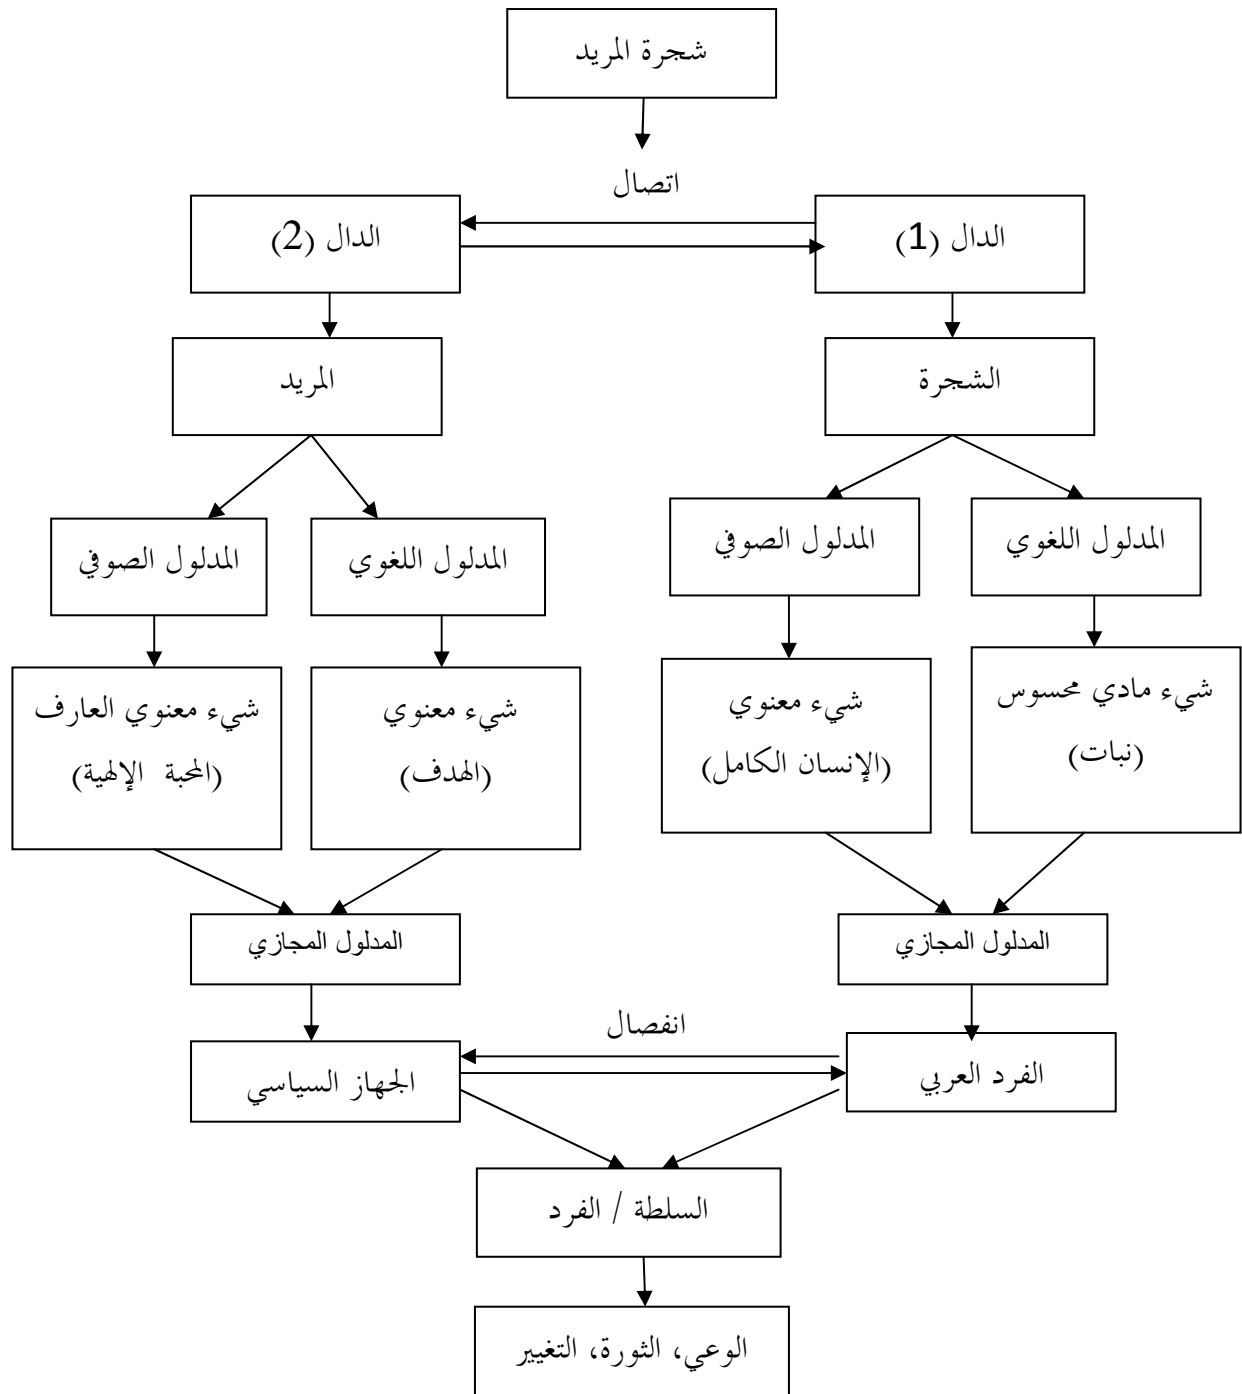 شجرة المريد
اتصال
الدال (1)
الدال (2)
الشجرة
المريد
المدلول اللغوي
المدلول الصوفي
المدلول اللغوي
المدلول الصوفي
شيء مادي محسوس
(نبات)
شيء معنوي
(الإنسان الكامل)
شيء معنوي
(الهدف)
شيء معنوي العارف
(المحبة الإلهية)
المدلول المجازي
المدلول المجازي
انفصال
الفرد العربي
الجهاز السياسي
السلطة / الفرد
الوعي، الثورة، التغيير